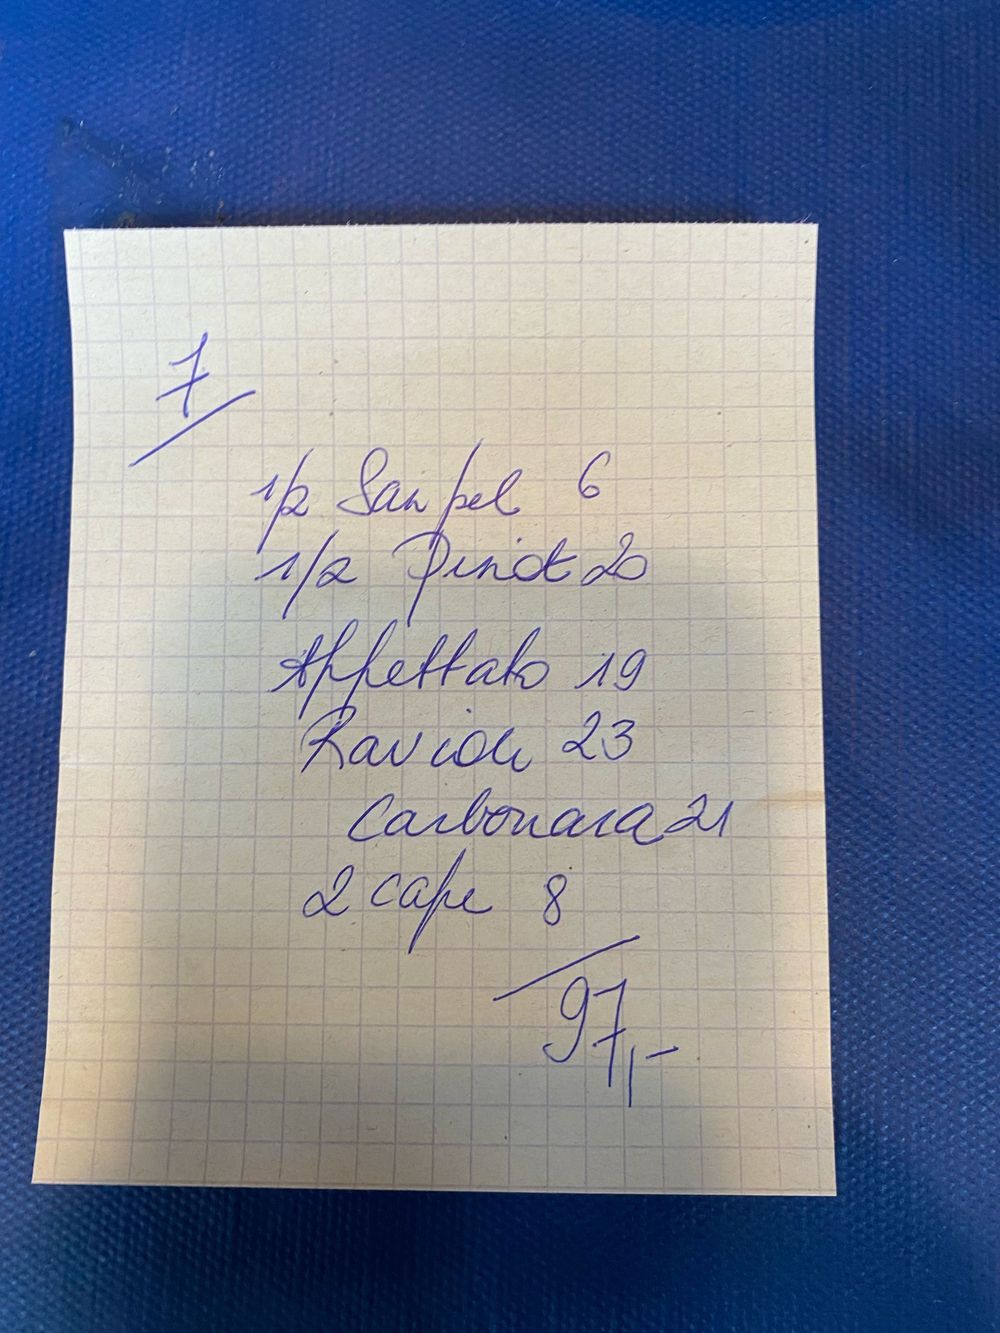 7
1/2 San pel 6
1/2 Pinot 20
Affettato 19
Ravioli 23
Carbonara 21
2 cafe 8
97,-